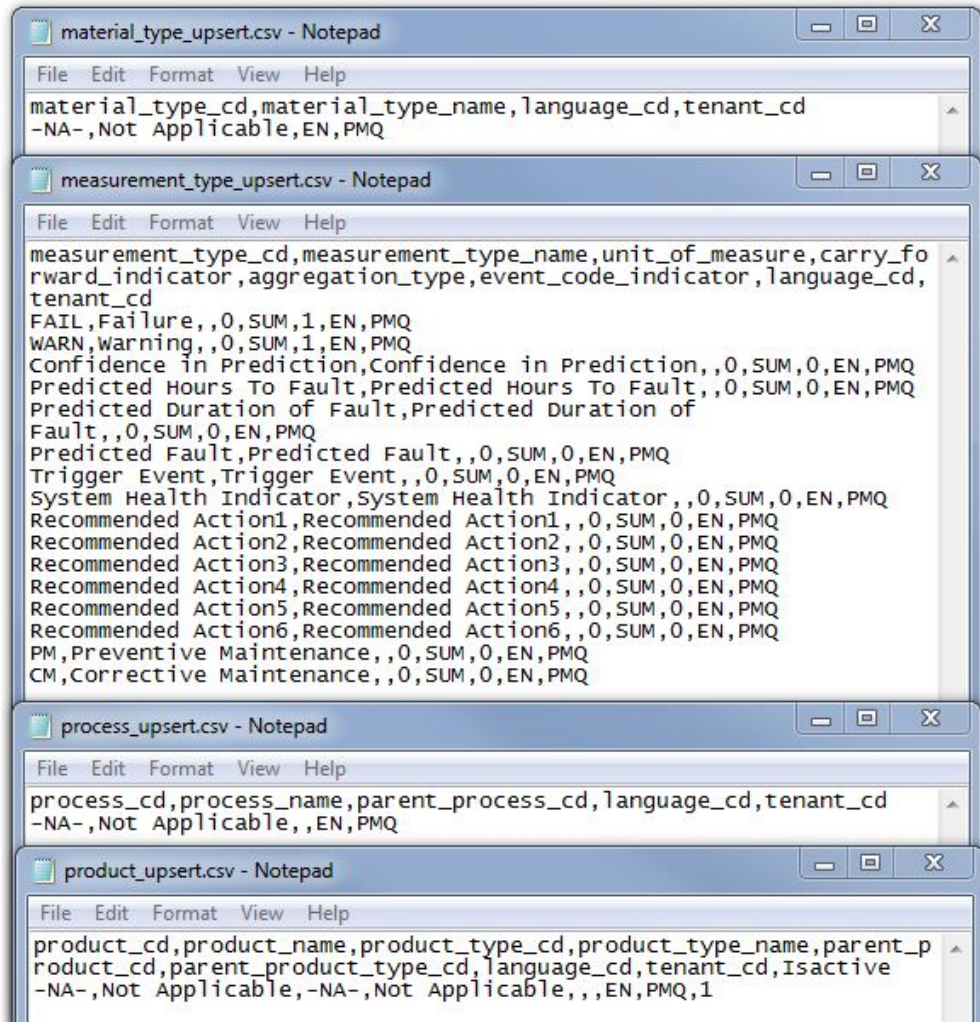 material_type_upsert.csv - Notepad
File Edit Format View Help
material_type_cd,material_type_name,language_cd,tenant_cd
-NA-,Not Applicable,EN,PMQ
measurement_type_upsert.csv - Notepad
File Edit Format View Help
measurement_type_cd,measurement_type_name,unit_of_measure,carry_fo
rward_indicator,aggregation_type,event_code_indicator,language_cd,
tenant_cd
FAIL,Failure,,0,SUM,1,EN,PMQ
WARN,Warning,,0,SUM,1,EN,PMQ
Confidence in Prediction,Confidence in Prediction,,0,SUM,0,EN,PMQ
Predicted Hours To Fault,Predicted Hours To Fault,,0,SUM,0,EN,PMQ
Predicted Duration of Fault,Predicted Duration of
Fault,,0,SUM,0,EN,PMQ
Predicted Fault,Predicted Fault,,0,SUM,0,EN,PMQ
Trigger Event,Trigger Event,,0,SUM,0,EN,PMQ
System Health Indicator,System Health Indicator,,0,SUM,0,EN,PMQ
Recommended Action1,Recommended Action1,,0,SUM,0,EN,PMQ
Recommended Action2,Recommended Action2,,0,SUM,0,EN,PMQ
Recommended Action3,Recommended Action3,,0,SUM,0,EN,PMQ
Recommended Action4,Recommended Action4,,0,SUM,0,EN,PMQ
Recommended Action5,Recommended Action5,,0,SUM,0,EN,PMQ
Recommended Action6,Recommended Action6,,0,SUM,0,EN,PMQ
PM,Preventive Maintenance,,0,SUM,0,EN,PMQ
CM,Corrective Maintenance,,0,SUM,0,EN,PMQ
process_upsert.csv - Notepad
File Edit Format View Help
process_cd,process_name,parent_process_cd,language_cd,tenant_cd
-NA-,Not Applicable,,EN,PMQ
product_upsert.csv - Notepad
File Edit Format View Help
product_cd,product_name,product_type_cd,product_type_name,parent_p
roduct_cd,parent_product_type_cd,language_cd,tenant_cd,Isactive
-NA-,Not Applicable,-NA-,Not Applicable,,,EN,PMQ,1